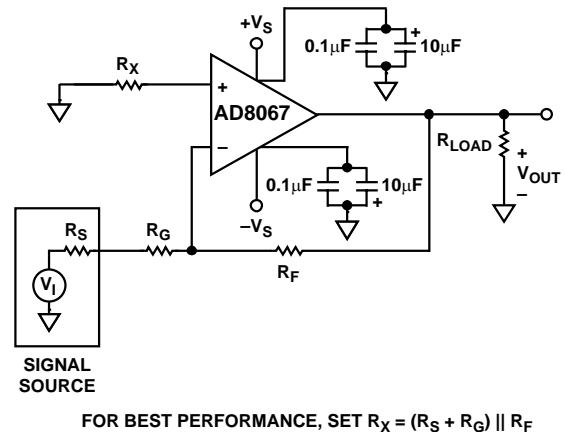 +VS
0.1µF
+
10µF
RX
+
AD8067
–
RLOAD
+
VOUT
–
0.1µF
10µF
+
–VS
RS
RG
RF
VI
SIGNAL
SOURCE
FOR BEST PERFORMANCE, SET RX = (RS + RG) || RF